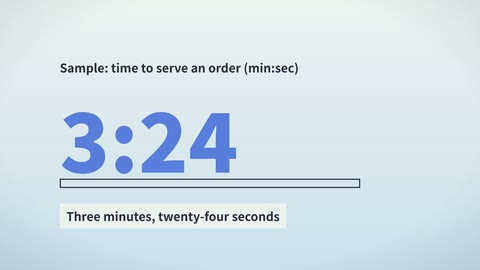 Sample: time to serve an order (min:sec)
3:24
Three minutes, twenty-four seconds